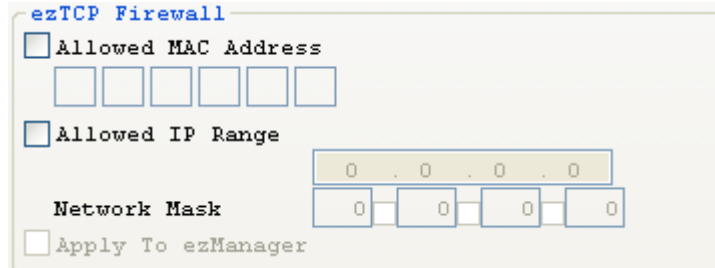 ezTCP Firewall
Allowed MAC Address
Allowed IP Range
0 . 0 . 0 . 0
Network Mask 0 0 0 0
Apply To ezManager